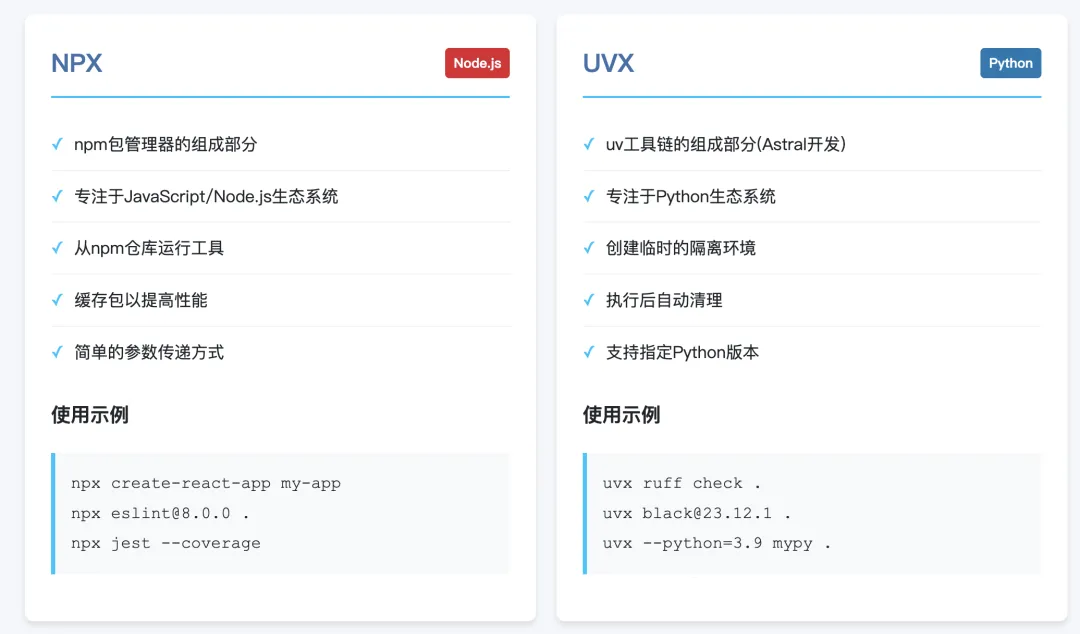 NPX
Node.js
✓ npm包管理器的组成部分
✓ 专注于JavaScript/Node.js生态系统
✓ 从npm仓库运行工具
✓ 缓存包以提高性能
✓ 简单的参数传递方式
使用示例
npx create-react-app my-app
npx eslint@8.0.0 .
npx jest --coverage
UVX
Python
✓ uv工具链的组成部分(Astral开发)
✓ 专注于Python生态系统
✓ 创建临时的隔离环境
✓ 执行后自动清理
✓ 支持指定Python版本
使用示例
uvx ruff check .
uvx black@23.12.1 .
uvx --python=3.9 mypy .